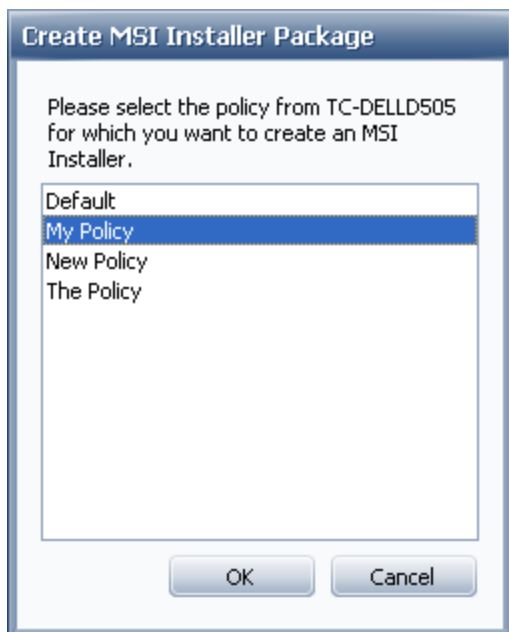 Create MSI Installer Package
Please select the policy from TC-DELLD505
for which you want to create an MSI
Installer.
Default
My Policy
New Policy
The Policy
OK
Cancel